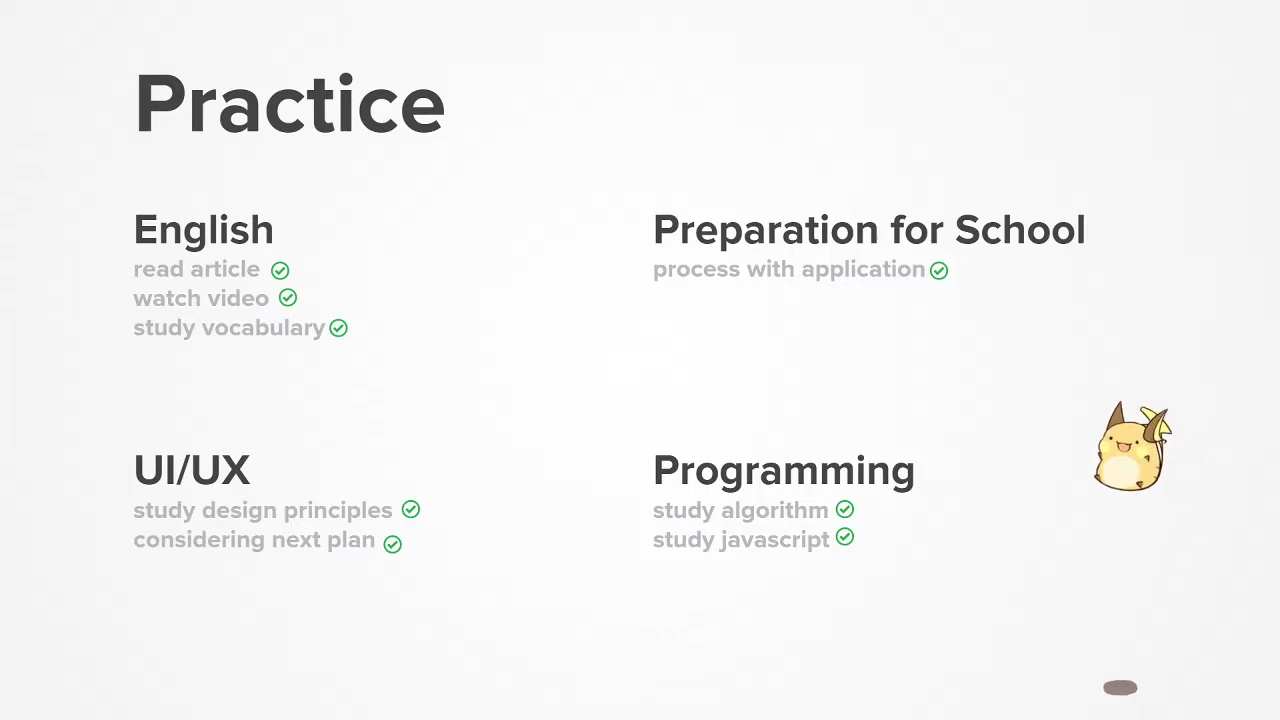 Practice
English
read article
watch video
study vocabulary
Preparation for School
process with application
UI/UX
study design principles
considering next plan
Programming
study algorithm
study javascript